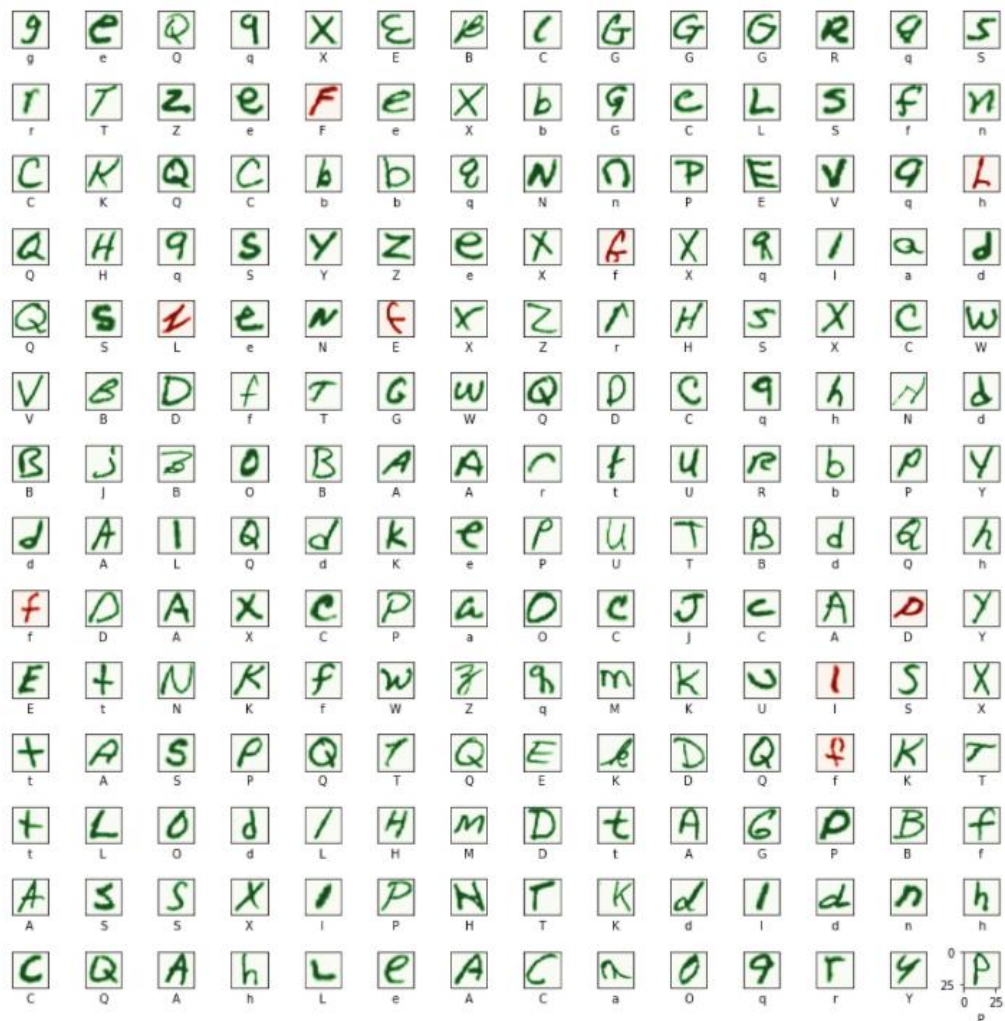 g e Q q X E B C G G G R q S
g e Q q X E B C G G G R q S
r T Z e F e X b G C L S f n
r T Z e F e X b G C L S f n
C K Q C b b q N n P E V q L
C K Q C b b q N n P E V q h
Q H q S Y Z e X f X q I a d
Q H q S Y Z e X f X q I a d
Q S e N X Z r H S X C W
Q S L e N E X Z r H S X C W
V B D f T G W Q D C q h N d
V B D f T G W Q D C q h N d
B j B O B A A r t U R b P Y
B J B O B A A r t U R b P Y
d A l Q d k e P U T B d Q h
d A L Q d K e P U T B d Q h
f D A X C P a O C J C A D Y
f D A X C P a O C J C A D Y
E t N K f w z q m K U l S X
E t N K f W Z q M K U I S X
t A S P Q T Q E k D Q f K T
t A S P Q T Q E K D Q f K T
t L O d l H M D t A G P B f
t L O d L H M D t A G P B f
A S S X I P H T K d I d n h
A S S X I P H T K d I d n h
C Q A h L e A C a O q r y P
0
25
0 25
C Q A h L e A C a O q r Y P